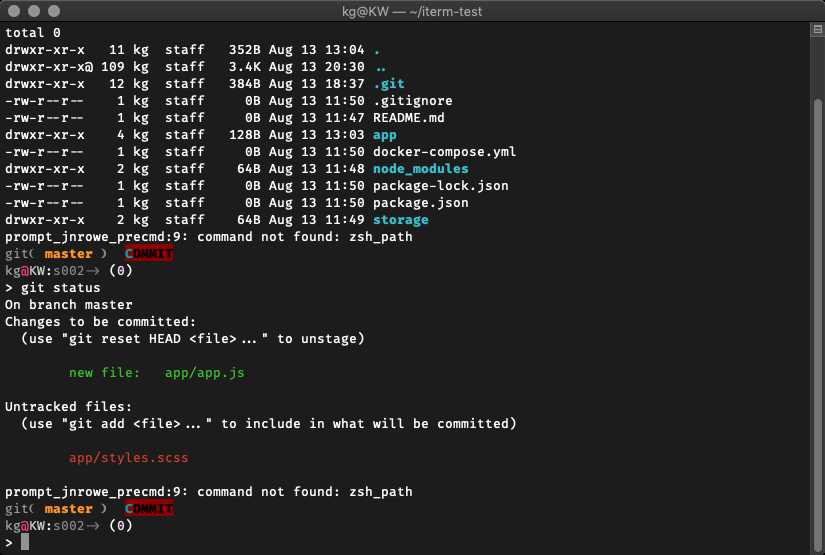 kg@KW — ~/iterm-test
total 0
drwxr-xr-x   11 kg  staff   352B Aug 13 13:04 .
drwxr-xr-x@ 109 kg  staff   3.4K Aug 13 20:30 ..
drwxr-xr-x   12 kg  staff   384B Aug 13 18:37 .git
-rw-r--r--    1 kg  staff     0B Aug 13 11:50 .gitignore
-rw-r--r--    1 kg  staff     0B Aug 13 11:47 README.md
drwxr-xr-x    4 kg  staff   128B Aug 13 13:03 app
-rw-r--r--    1 kg  staff     0B Aug 13 11:50 docker-compose.yml
drwxr-xr-x    2 kg  staff    64B Aug 13 11:48 node_modules
-rw-r--r--    1 kg  staff     0B Aug 13 11:50 package-lock.json
-rw-r--r--    1 kg  staff     0B Aug 13 11:50 package.json
drwxr-xr-x    2 kg  staff    64B Aug 13 11:49 storage
prompt_jnrowe_precmd:9: command not found: zsh_path
git( master )  COMMIT
kg@KW:s002-> (0)
> git status
On branch master
Changes to be committed:
  (use "git reset HEAD <file>..." to unstage)
        new file:   app/app.js
Untracked files:
  (use "git add <file>..." to include in what will be committed)
        app/styles.scss
prompt_jnrowe_precmd:9: command not found: zsh_path
git( master )  COMMIT
kg@KW:s002-> (0)
>